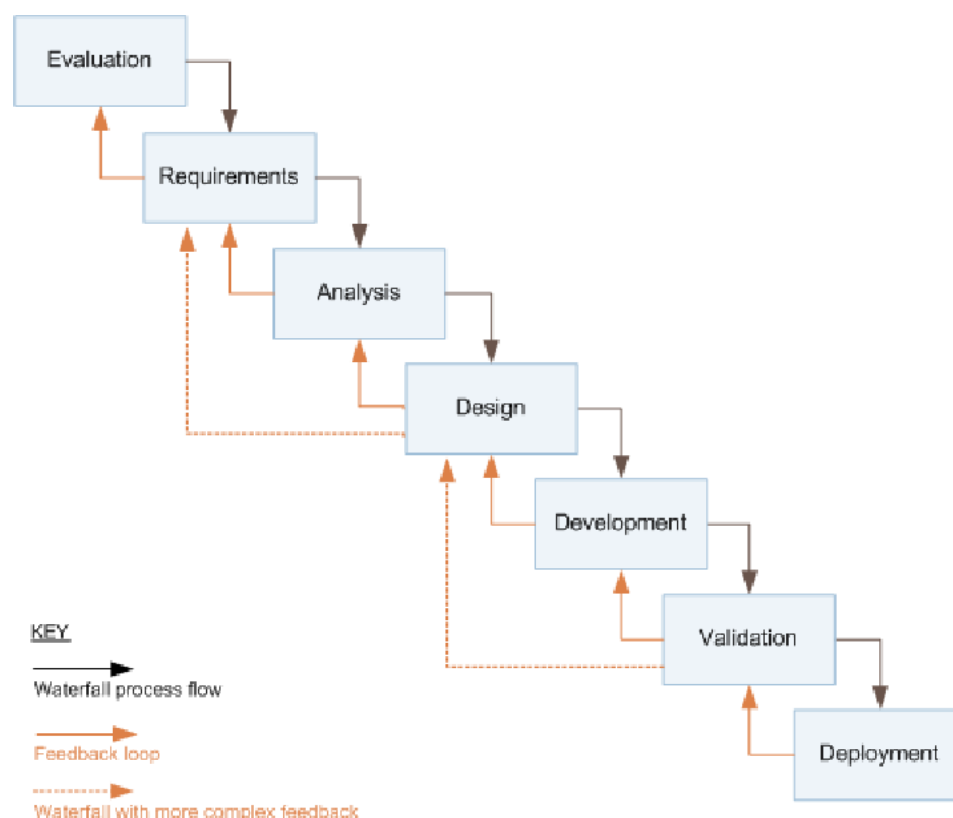 Evaluation
Requirements
Analysis
Design
Development
Validation
Deployment
KEY
Waterfall process flow
Feedback loop
Waterfall with more complex feedback